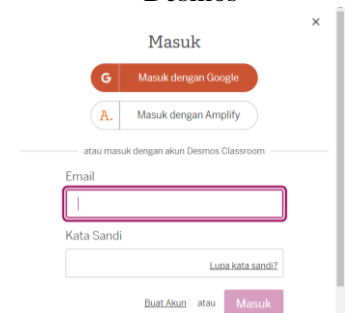 Desmos
×
Masuk
G Masuk dengan Google
A. Masuk dengan Amplify
atau masuk dengan akun Desmos Classroom
Email
Kata Sandi
Lupa kata sandi?
Buat Akun atau Masuk